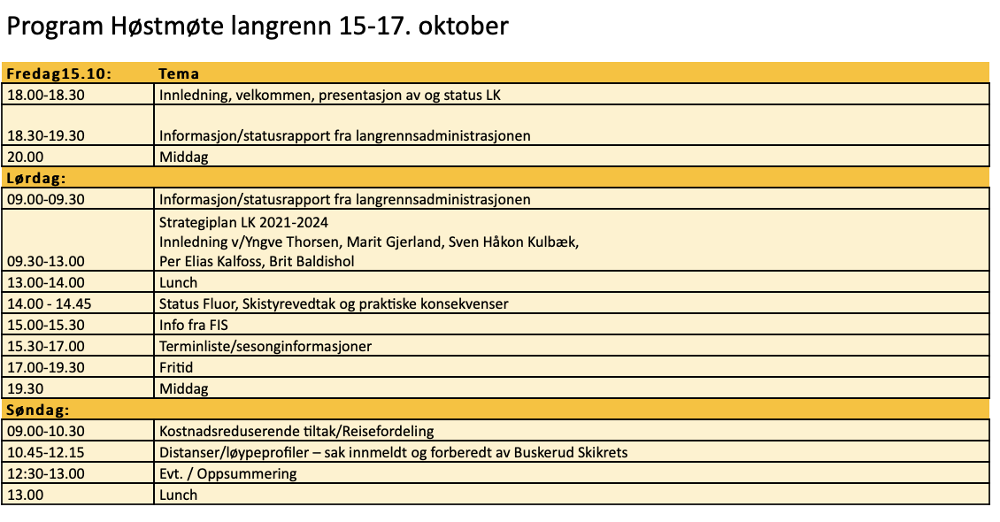 Program Høstmøte langrenn 15-17. oktober
Fredag15.10: Tema
18.00-18.30 Innledning, velkommen, presentasjon av og status LK
18.30-19.30 Informasjon/statusrapport fra langrennsadministrasjonen
20.00 Middag
Lørdag:
09.00-09.30 Informasjon/statusrapport fra langrennsadministrasjonen
Strategiplan LK 2021-2024
Innledning v/Yngve Thorsen, Marit Gjerland, Sven Håkon Kulbæk,
09.30-13.00 Per Elias Kalfoss, Brit Baldishol
13.00-14.00 Lunch
14.00 - 14.45 Status Fluor, Skistyrevedtak og praktiske konsekvenser
15.00-15.30 Info fra FIS
15.30-17.00 Terminliste/sesonginformasjoner
17.00-19.30 Fritid
19.30 Middag
Søndag:
09.00-10.30 Kostnadsreduserende tiltak/Reisefordeling
10.45-12.15 Distanser/løypeprofiler – sak innmeldt og forberedt av Buskerud Skikrets
12:30-13.00 Evt. / Oppsummering
13.00 Lunch